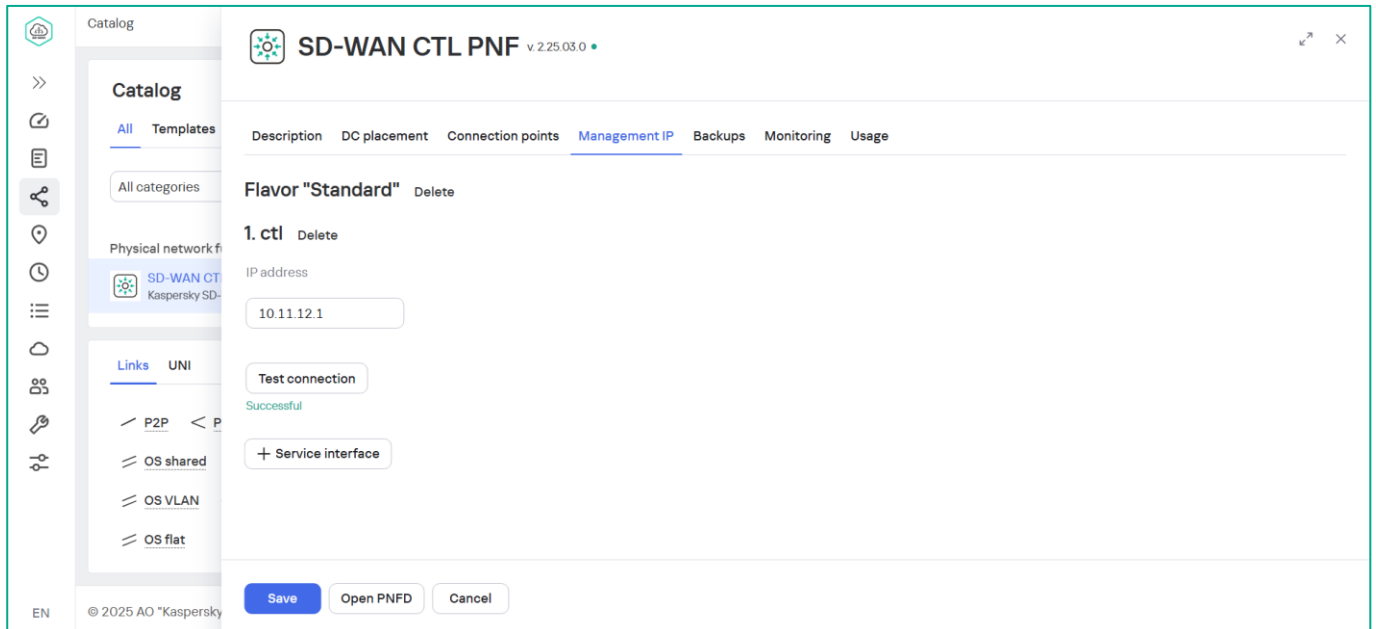 Catalog
SD-WAN CTL PNF v. 2.25.03.0
Catalog
All Templates
Description DC placement Connection points Management IP Backups Monitoring Usage
All categories
Flavor "Standard" Delete
1. ctl Delete
Physical network f
IP address
SD-WAN CT
Kaspersky SD-
10.11.12.1
Links UNI
Test connection
Successful
P2P P
+ Service interface
OS shared
OS VLAN
OS flat
Save Open PNFD Cancel
EN © 2025 AO "Kaspersky